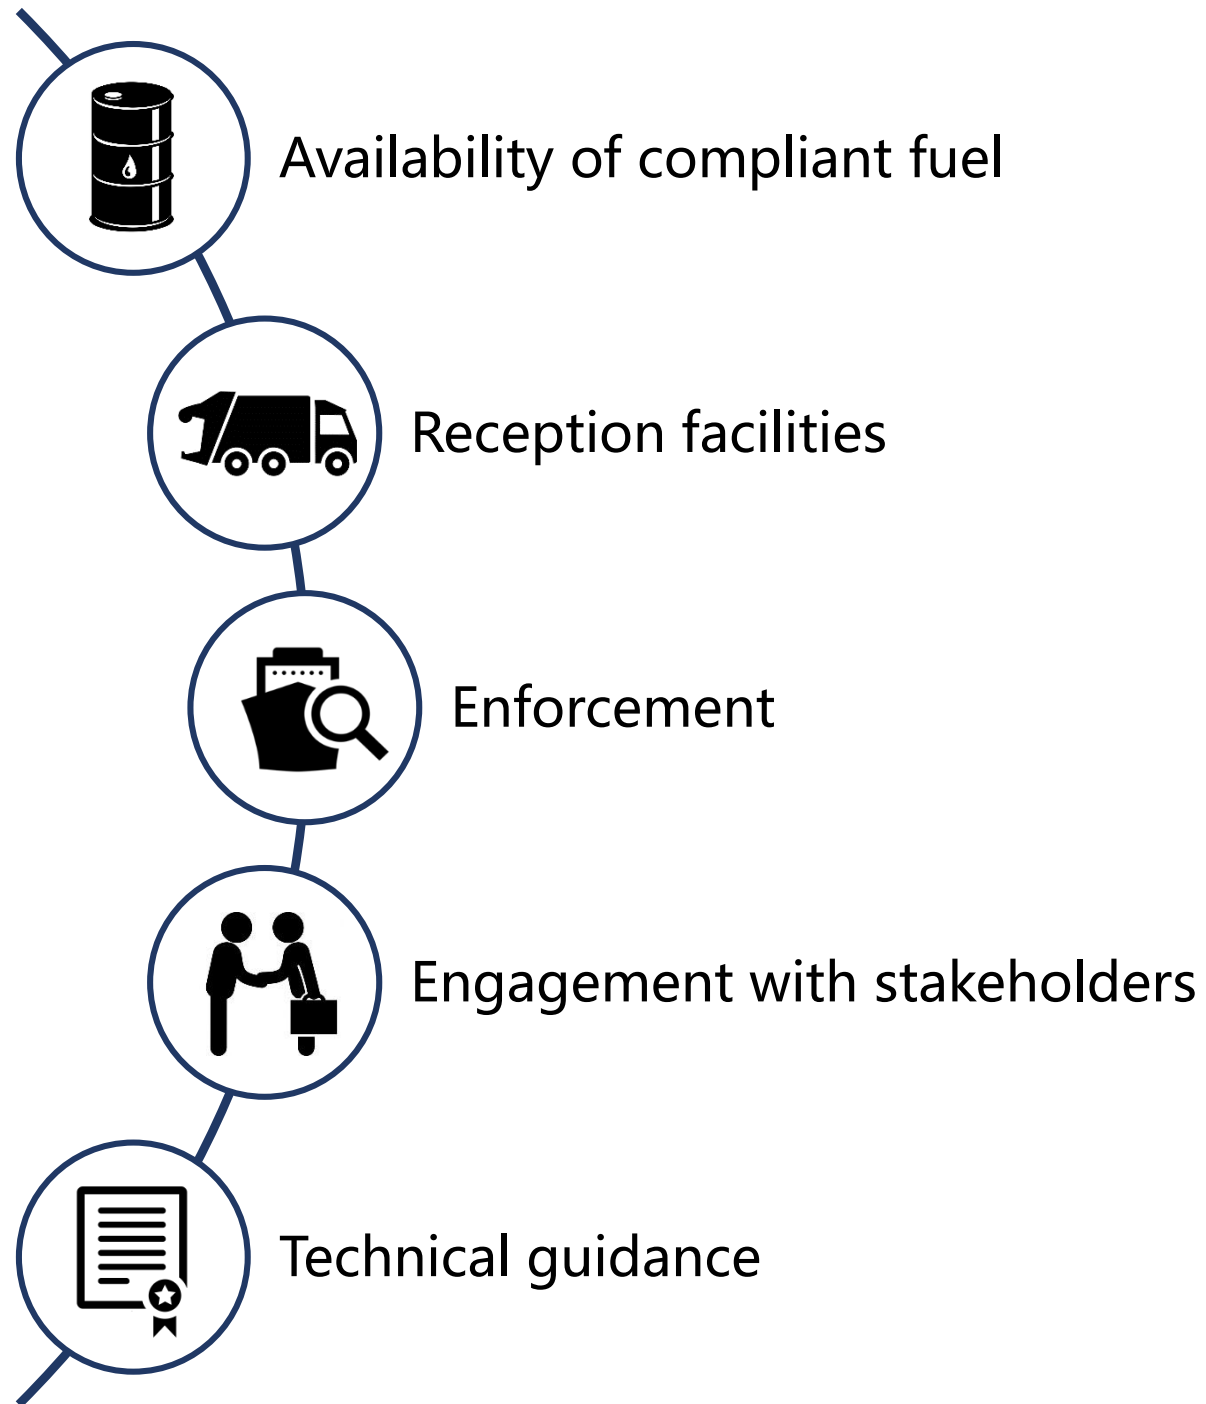 Availability of compliant fuel
Reception facilities
Enforcement
Engagement with stakeholders
Technical guidance